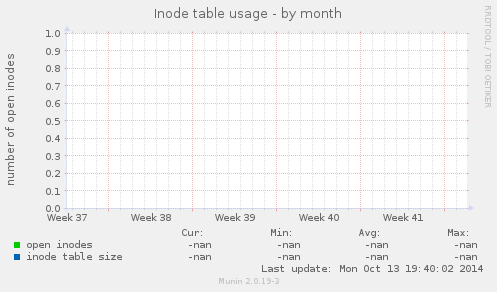 Inode table usage - by month
RRDTOOL / TOBI OETIKER
number of open inodes
1.0
0.9
0.8
0.7
0.6
0.5
0.4
0.3
0.2
0.1
0.0
Week 37 Week 38 Week 39 Week 40 Week 41
Cur: Min: Avg: Max:
open inodes -nan -nan -nan -nan
inode table size -nan -nan -nan -nan
Last update: Mon Oct 13 19:40:02 2014
Munin 2.0.19-3